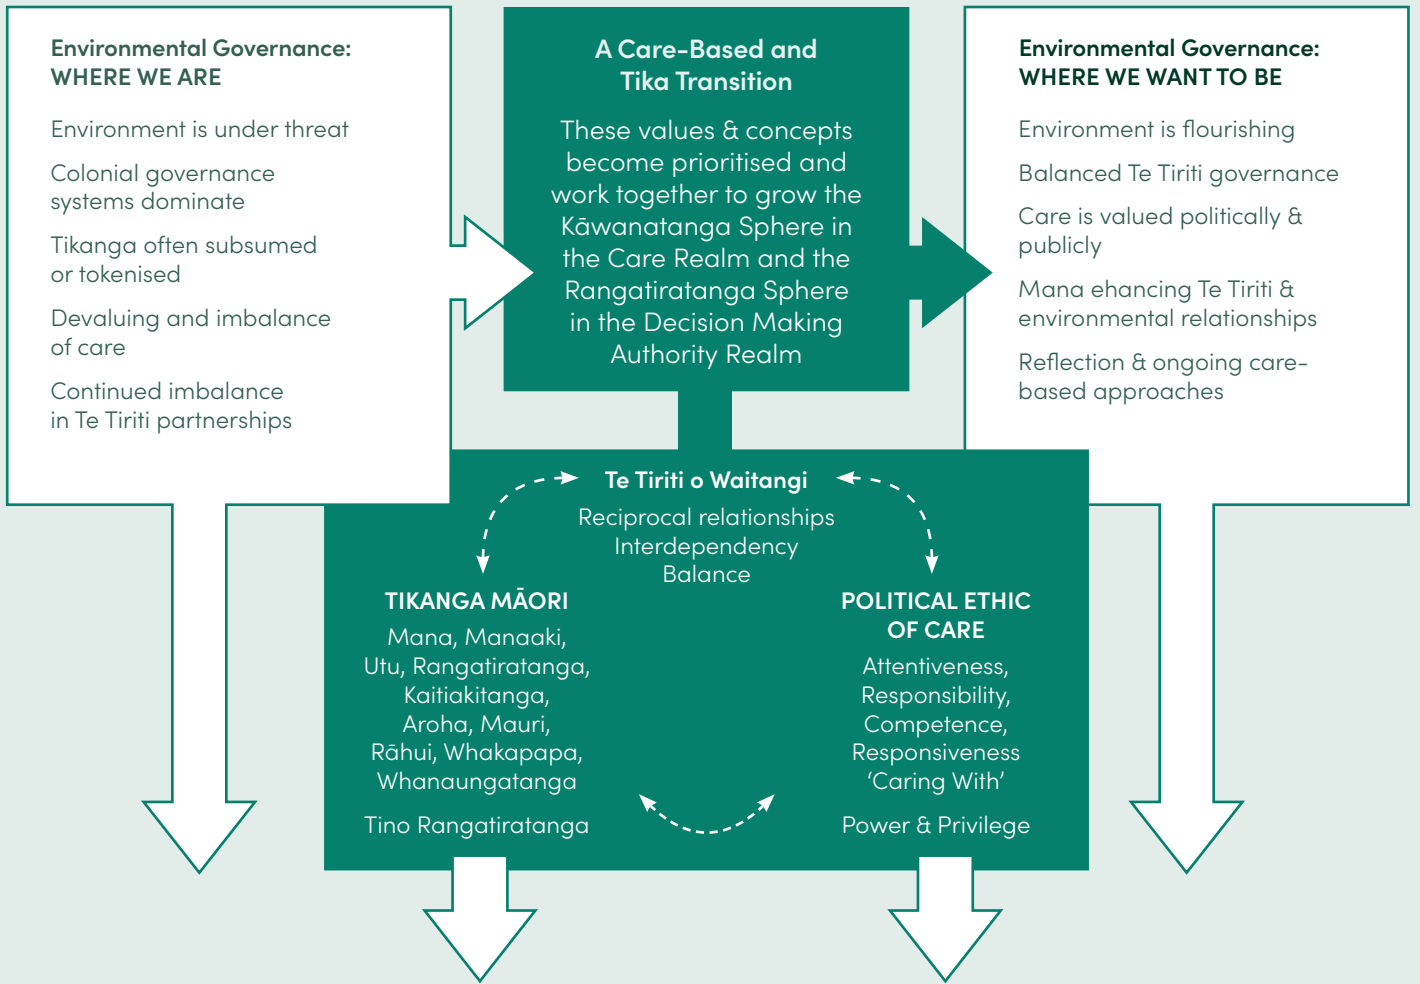 Environmental Governance:
WHERE WE ARE
Environment is under threat
Colonial governance
systems dominate
Tikanga often subsumed
or tokenised
Devaluing and imbalance
of care
Continued imbalance
in Te Tiriti partnerships
A Care-Based and
Tika Transition
These values & concepts
become prioritised and
work together to grow the
Kāwanatanga Sphere in
the Care Realm and the
Rangatiratanga Sphere
in the Decision Making
Authority Realm
Environmental Governance:
WHERE WE WANT TO BE
Environment is flourishing
Balanced Te Tiriti governance
Care is valued politically &
publicly
Mana ehancing Te Tiriti &
environmental relationships
Reflection & ongoing care-
based approaches
Te Tiriti o Waitangi
Reciprocal relationships
Interdependency
Balance
TIKANGA MĀORI
Mana, Manaaki,
Utu, Rangatiratanga,
Kaitiakitanga,
Aroha, Mauri,
Rāhui, Whakapapa,
Whanaungatanga
Tino Rangatiratanga
POLITICAL ETHIC
OF CARE
Attentiveness,
Responsibility,
Competence,
Responsiveness
‘Caring With’
Power & Privilege